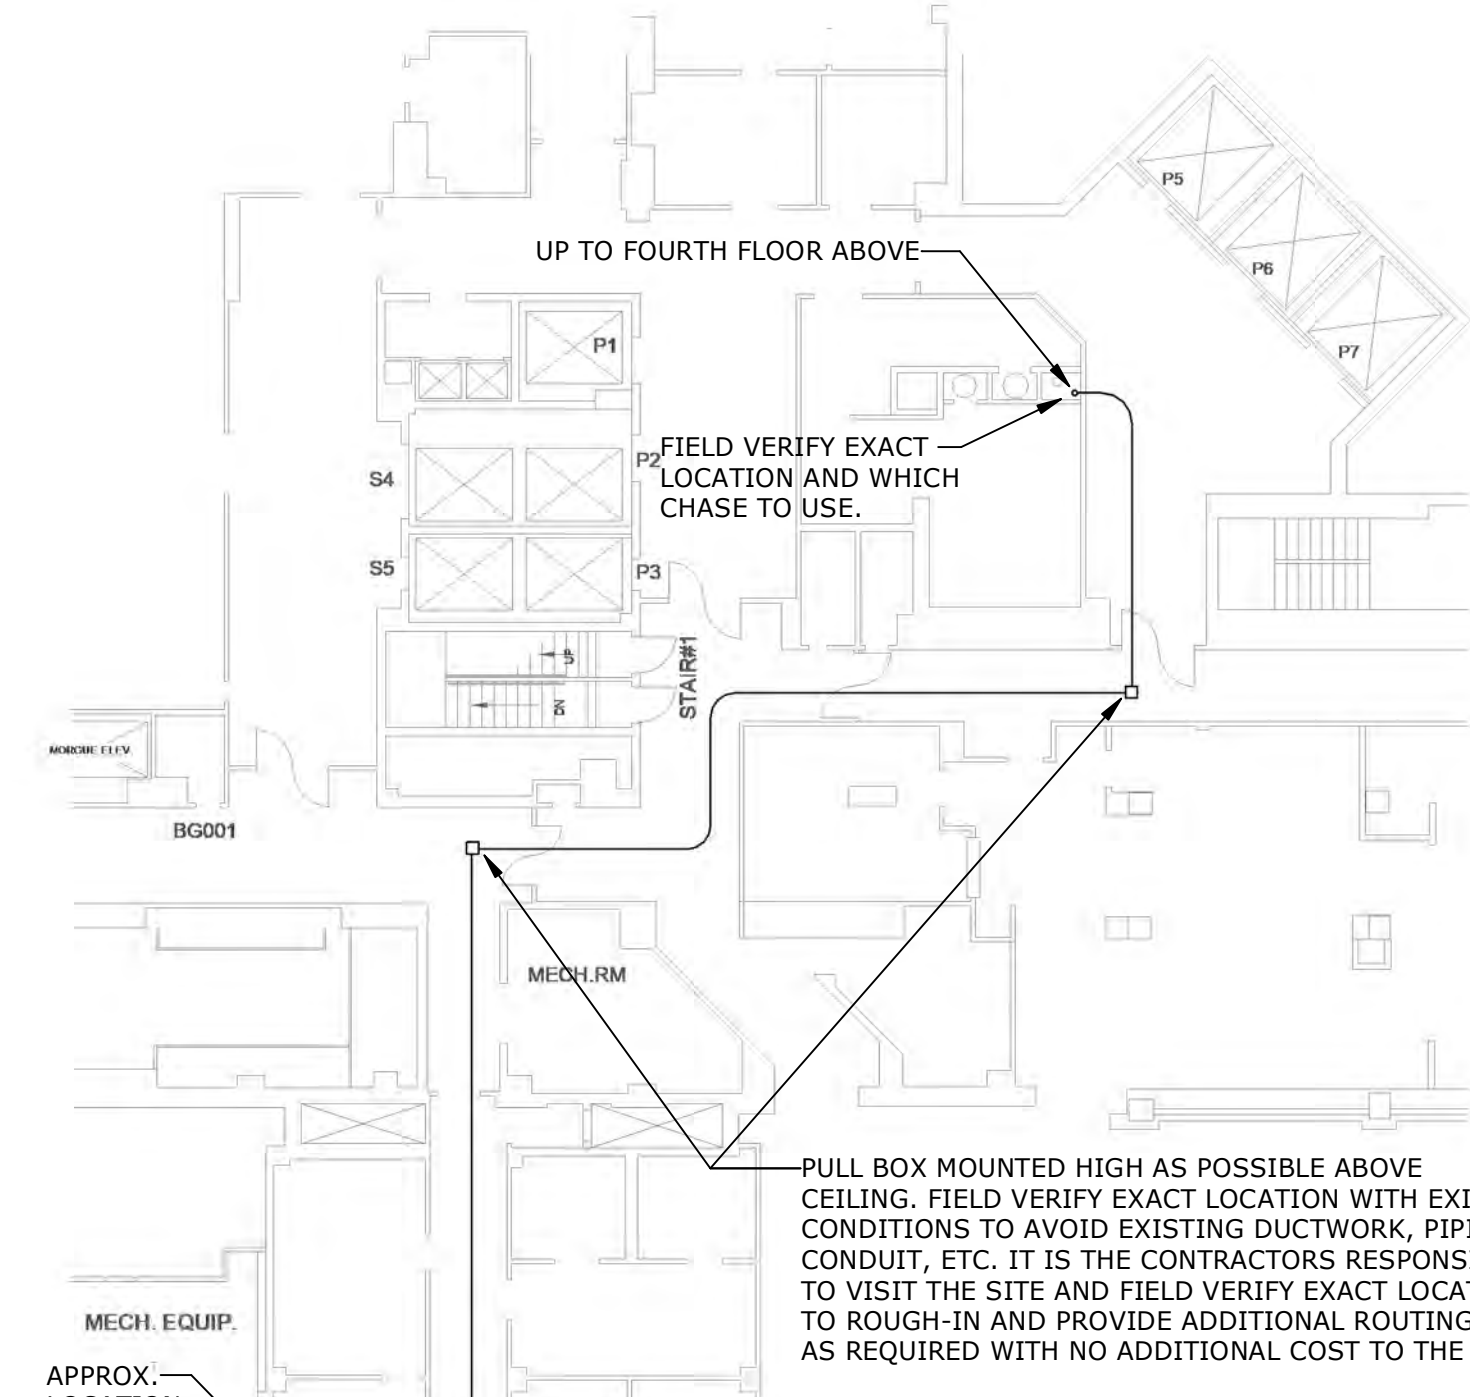 P5
UP TO FOURTH FLOOR ABOVE
P6
P1
P7
FIELD VERIFY EXACT
LOCATION AND WHICH
CHASE TO USE.
P2
S4
S5
P3
UP
STAIR#1
DN
MORGUE ELEV.
BG001
MECH.RM
PULL BOX MOUNTED HIGH AS POSSIBLE ABOVE
CEILING. FIELD VERIFY EXACT LOCATION WITH EXI
CONDITIONS TO AVOID EXISTING DUCTWORK, PIPI
CONDUIT, ETC. IT IS THE CONTRACTORS RESPONS
TO VISIT THE SITE AND FIELD VERIFY EXACT LOCAT
TO ROUGH-IN AND PROVIDE ADDITIONAL ROUTING
AS REQUIRED WITH NO ADDITIONAL COST TO THE
MECH. EQUIP.
APPROX.
LOCATION